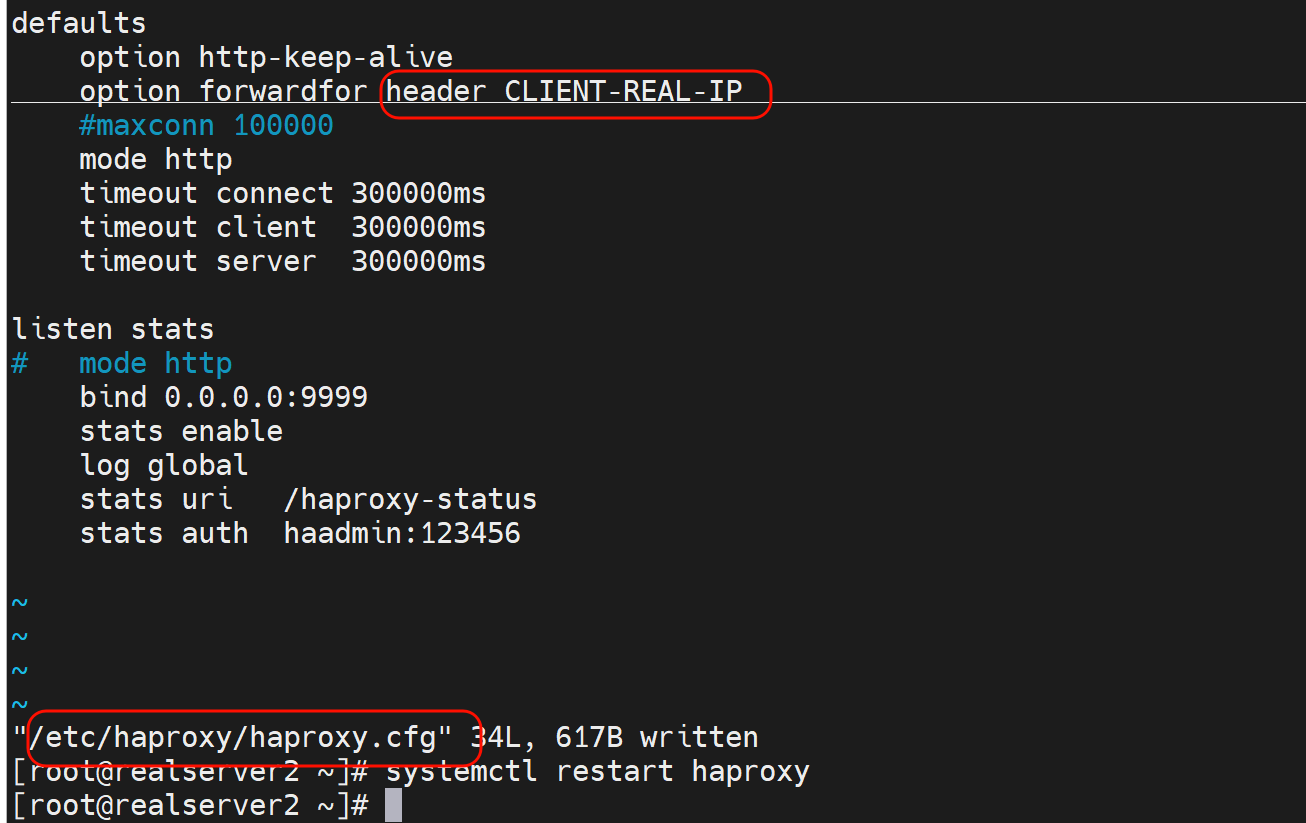 defaults
    option http-keep-alive
    option forwardfor header CLIENT-REAL-IP
    #maxconn 100000
    mode http
    timeout connect 300000ms
    timeout client  300000ms
    timeout server  300000ms

listen stats
#   mode http
    bind 0.0.0.0:9999
    stats enable
    log global
    stats uri   /haproxy-status
    stats auth  haadmin:123456

~
~
~
~
"/etc/haproxy/haproxy.cfg" 34L, 617B written
[root@realserver2 ~]# systemctl restart haproxy
[root@realserver2 ~]#